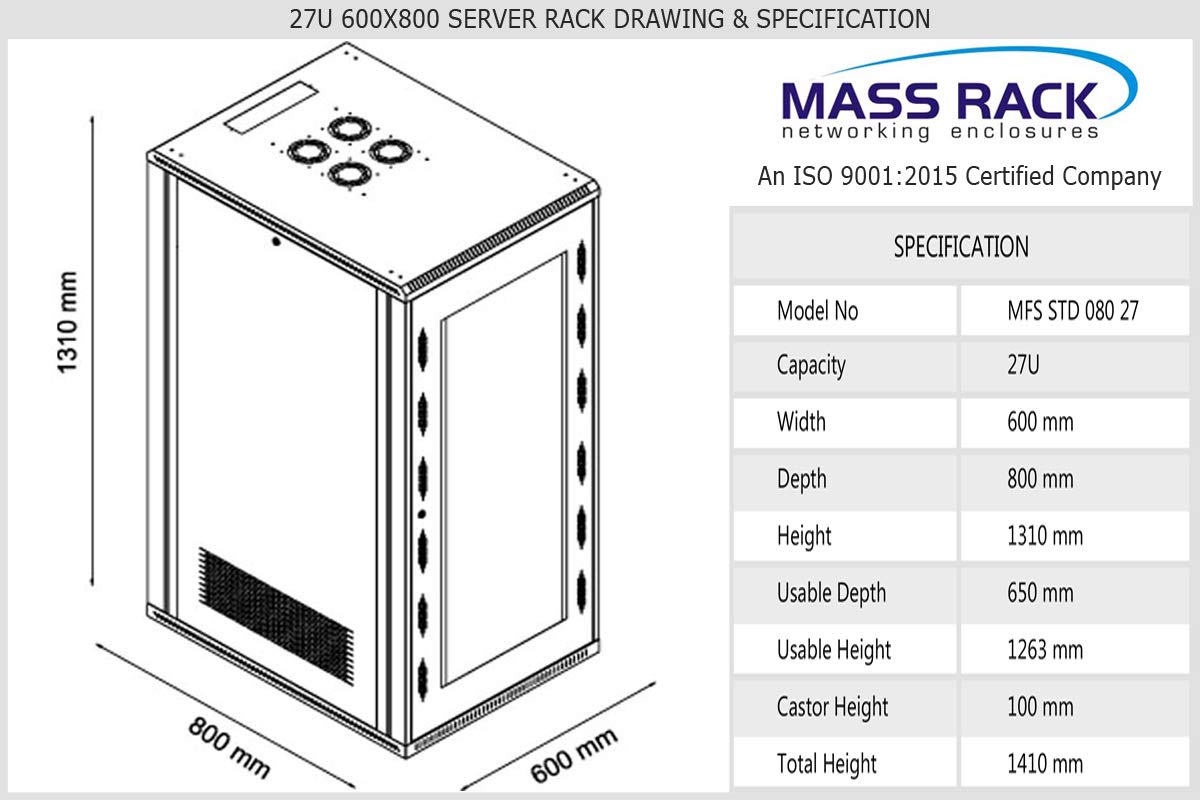 27U 600X800 SERVER RACK DRAWING & SPECIFICATION
MASS RACK
networking enclosures
An ISO 9001:2015 Certified Company
1310 mm
800 mm
600 mm
SPECIFICATION
Model No MFS STD 080 27
Capacity 27U
Width 600 mm
Depth 800 mm
Height 1310 mm
Usable Depth 650 mm
Usable Height 1263 mm
Castor Height 100 mm
Total Height 1410 mm